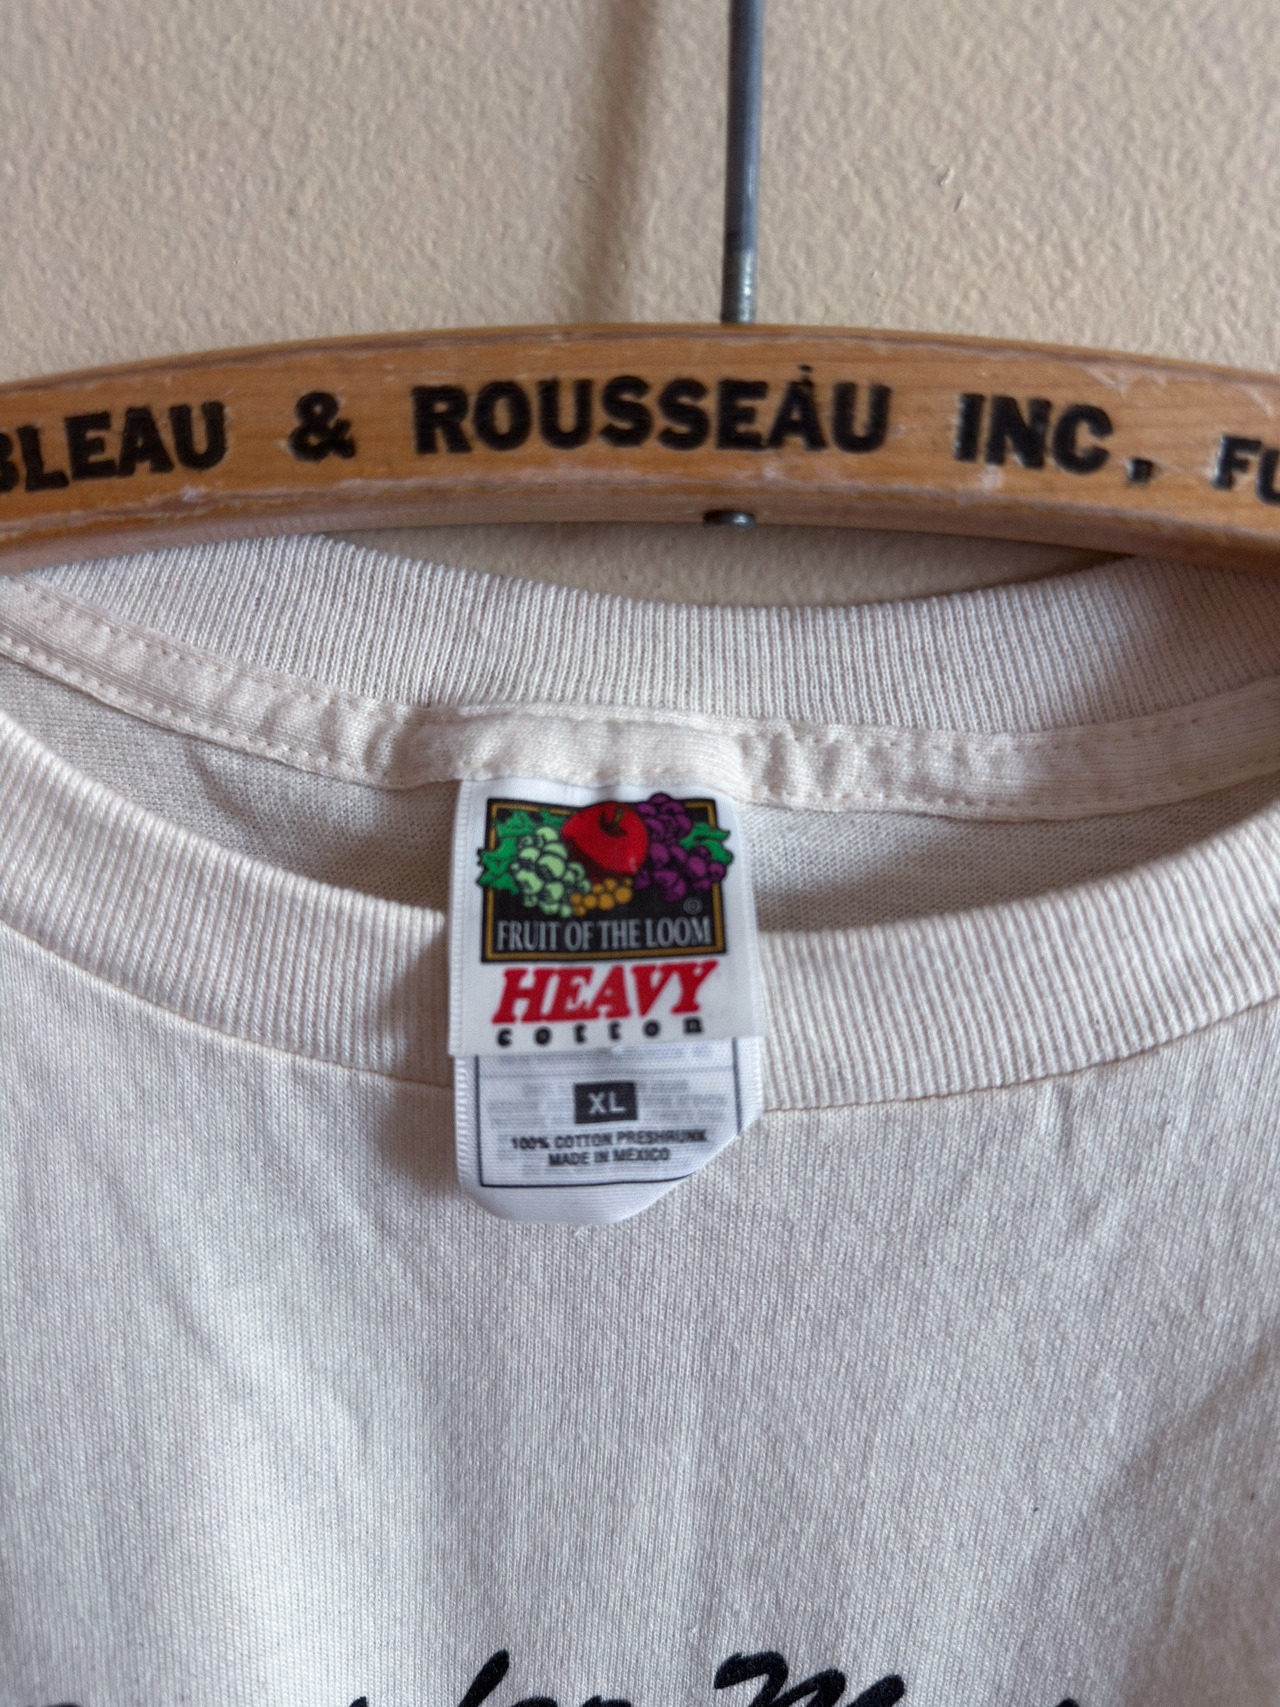 BLEAU & ROUSSEAU INC. FU
FRUIT OF THE LOOM
HEAVY
cotton
XL
100% COTTON PRESHRUNK
MADE IN MEXICO